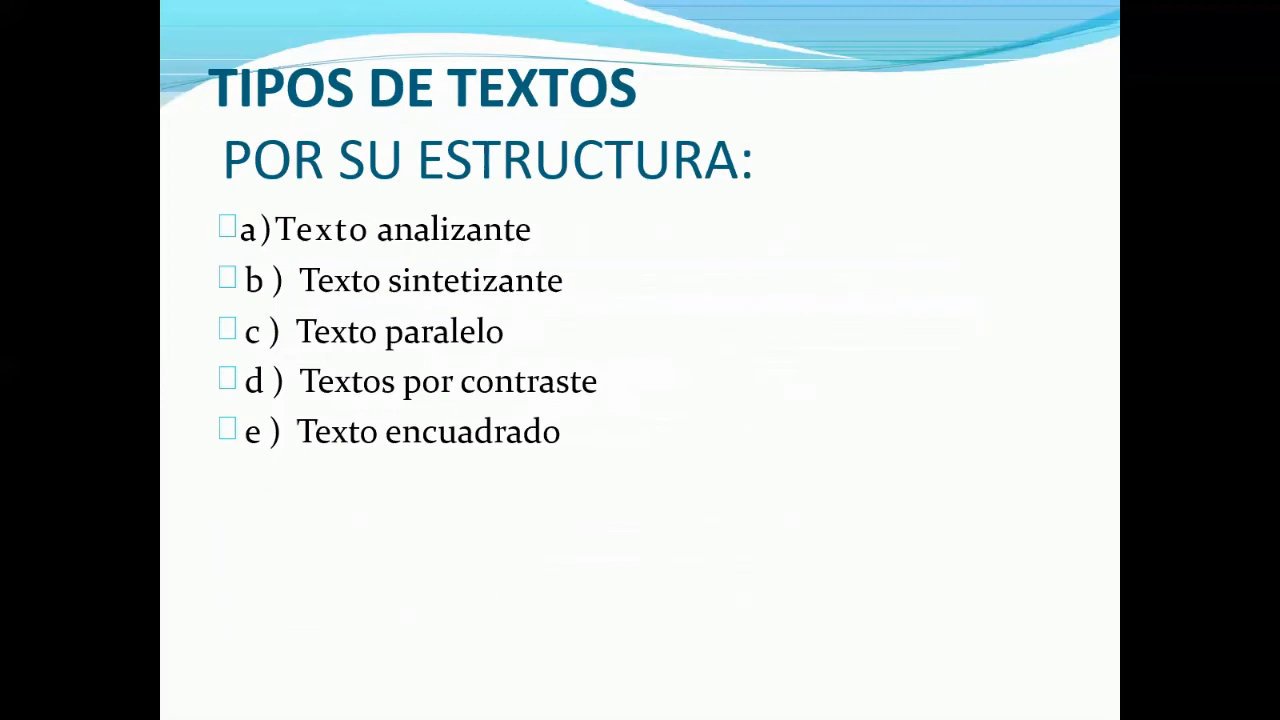 TIPOS DE TEXTOS
POR SU ESTRUCTURA:
a)Texto analizante
b ) Texto sintetizante
c ) Texto paralelo
d ) Textos por contraste
e ) Texto encuadrado